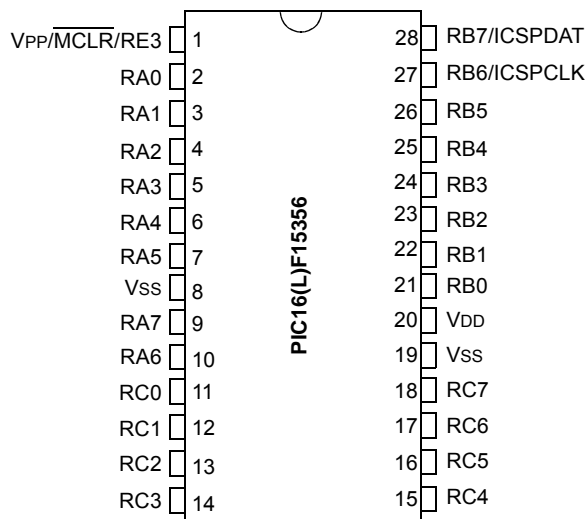 VPP/MCLR/RE3 1
RA0 2
RA1 3
RA2 4
RA3 5
RA4 6
RA5 7
VSS 8
RA7 9
RA6 10
RC0 11
RC1 12
RC2 13
RC3 14
PIC16(L)F15356
28 RB7/ICSPDAT
27 RB6/ICSPCLK
26 RB5
25 RB4
24 RB3
23 RB2
22 RB1
21 RB0
20 VDD
19 VSS
18 RC7
17 RC6
16 RC5
15 RC4